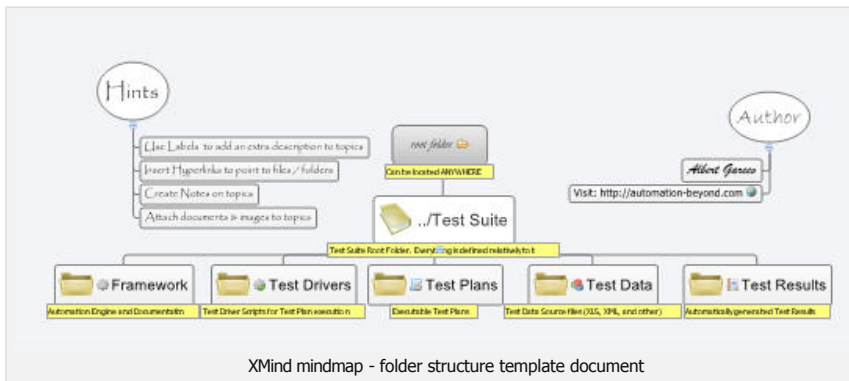 Hints
Use Labels to add an extra description to topics
Insert Hyperlinks to point to files / folders
Create Notes on topics
Attach documents & images to topics
root folder
Can be located ANYWHERE
Author
Albert Gareev
Visit: http://automation-beyond.com
../Test Suite
Test Suite Root Folder. Everything is defined relatively to it
Framework
Automation Engine and Documentation
Test Drivers
Test Driver Scripts for Test Plan execution
Test Plans
Executable Test Plans
Test Data
Test Data Source files (XLS, XML, and other)
Test Results
Automatically generated Test Results
XMind mindmap - folder structure template document